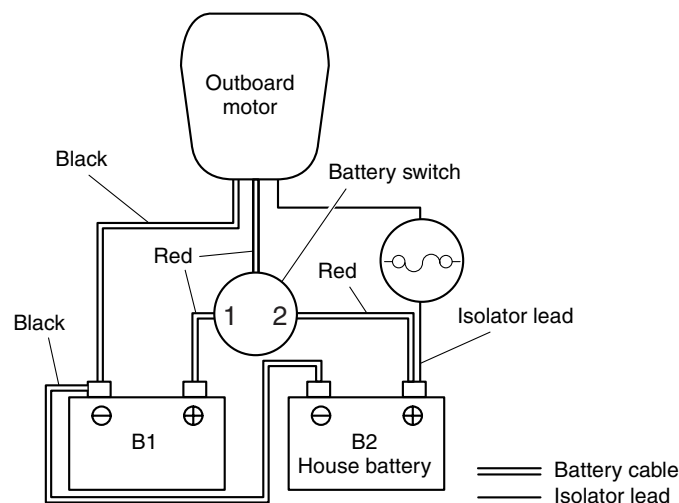 Outboard
motor
Black
Battery switch
Red
Red
1 2
Isolator lead
Black
B1
B2
House battery
Battery cable
Isolator lead